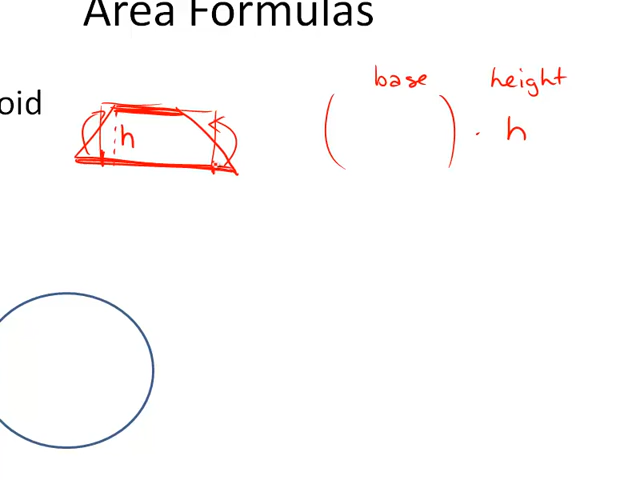 Area Formulas
base height
oid
h
( ) · h